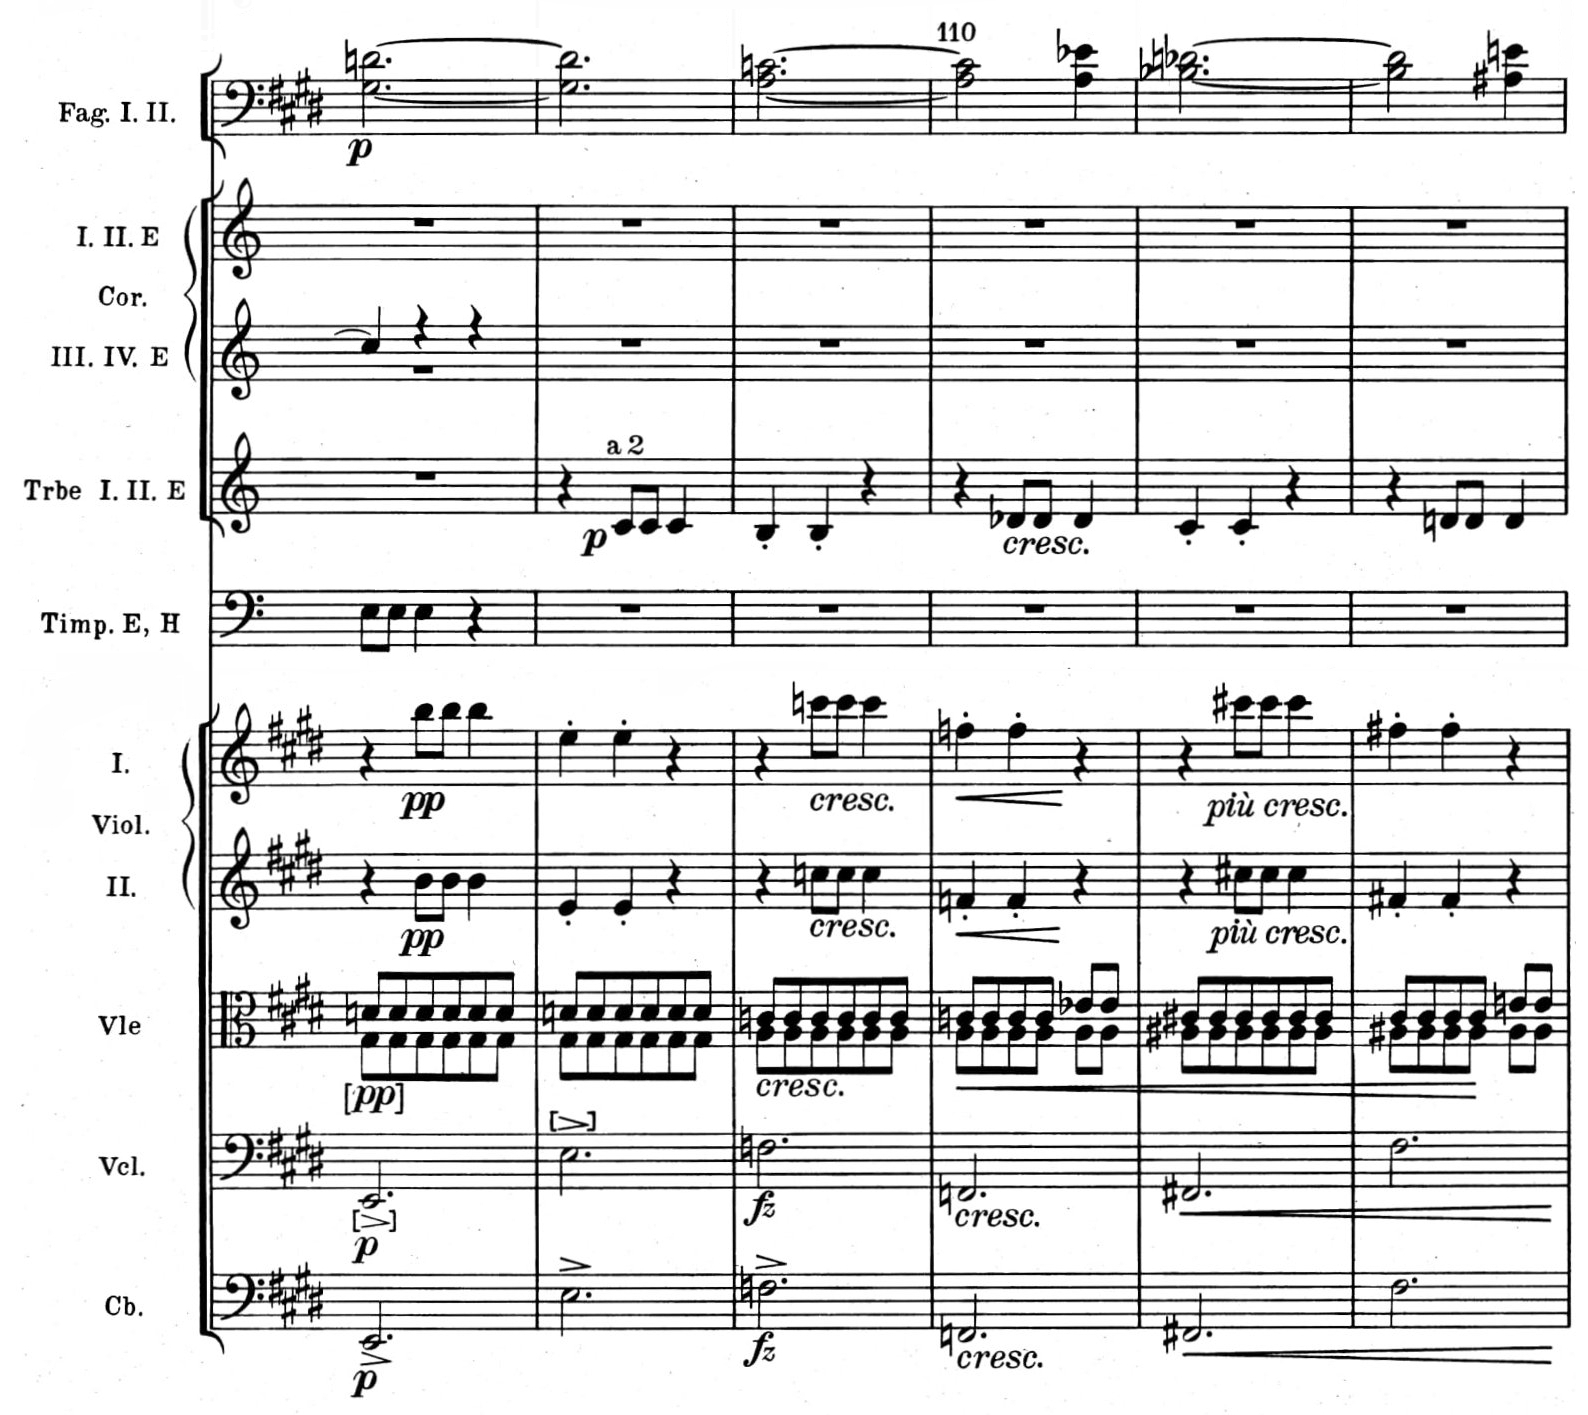 110
Fag. I. II.
p
I. II. E
Cor.
III. IV. E
a 2
Trbe I. II. E
p
cresc.
Timp. E, H
I.
pp
cresc.
più cresc.
Viol.
II.
pp
cresc.
più cresc.
Vle
[pp]
cresc.
[>]
Vcl.
[>]
p
fz
cresc.
Cb.
p
fz
cresc.